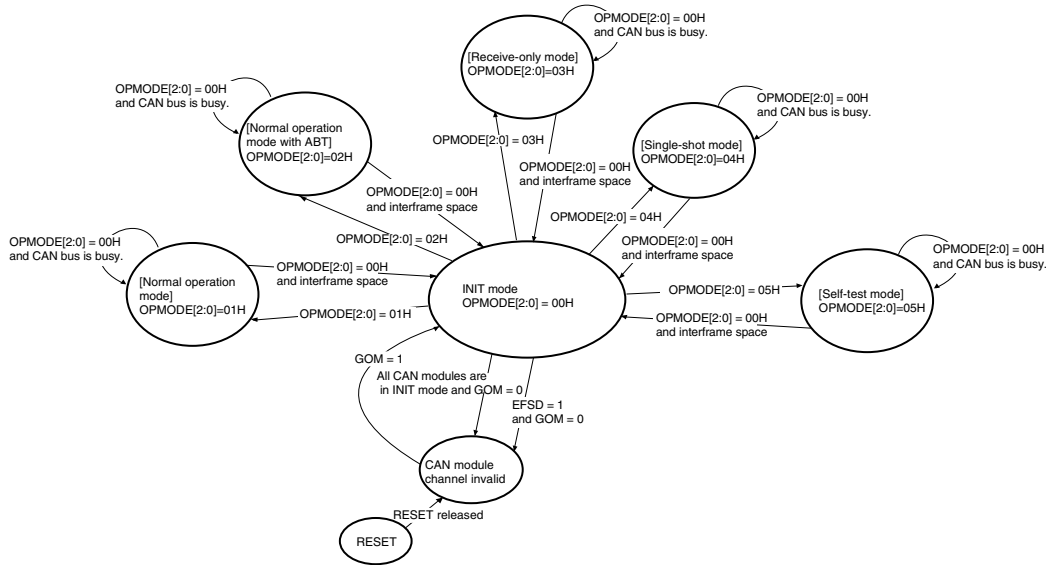 OPMODE[2:0] = 00H
and CAN bus is busy.
[Receive-only mode]
OPMODE[2:0]=03H
OPMODE[2:0] = 00H
and CAN bus is busy.
[Normal operation
mode with ABT]
OPMODE[2:0]=02H
OPMODE[2:0] = 00H
and CAN bus is busy.
[Single-shot mode]
OPMODE[2:0]=04H
OPMODE[2:0] = 03H
OPMODE[2:0] = 00H
and interframe space
OPMODE[2:0] = 00H
and interframe space
OPMODE[2:0] = 04H
OPMODE[2:0] = 02H
OPMODE[2:0] = 00H
and interframe space
OPMODE[2:0] = 00H
and CAN bus is busy.
[Normal operation
mode]
OPMODE[2:0]=01H
OPMODE[2:0] = 00H
and interframe space
OPMODE[2:0] = 01H
INIT mode
OPMODE[2:0] = 00H
OPMODE[2:0] = 05H
OPMODE[2:0] = 00H
and interframe space
OPMODE[2:0] = 00H
and CAN bus is busy.
[Self-test mode]
OPMODE[2:0]=05H
GOM = 1
All CAN modules are
in INIT mode and GOM = 0
EFSD = 1
and GOM = 0
CAN module
channel invalid
RESET released
RESET